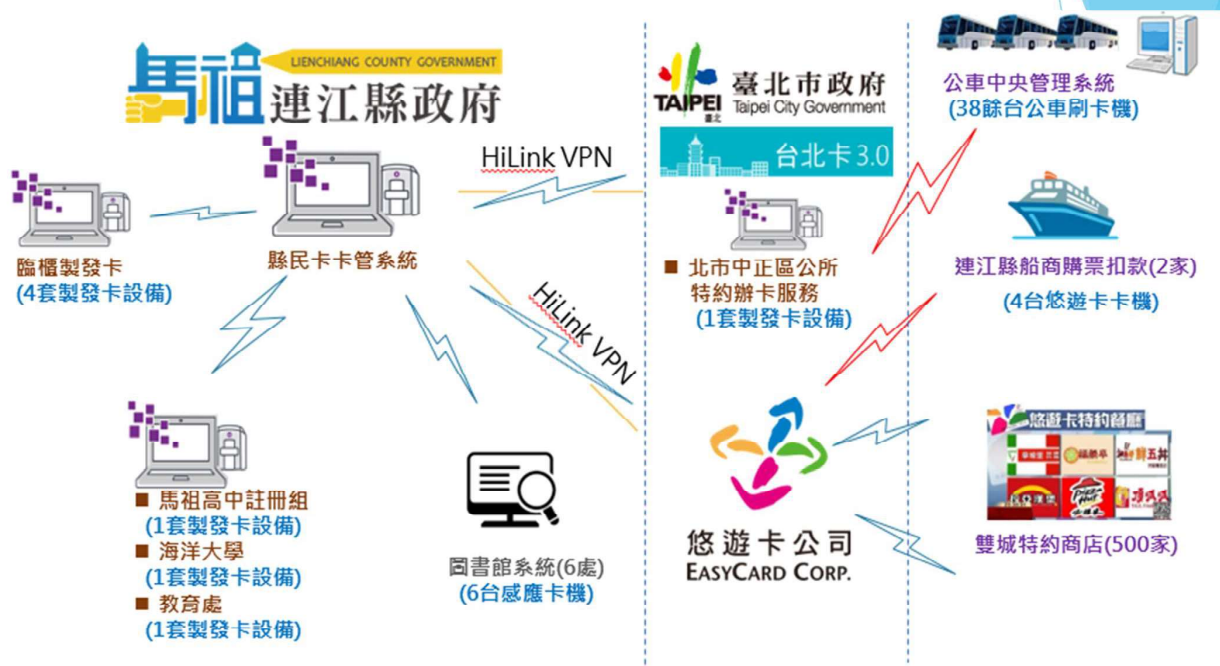 LIENCHIANG COUNTY GOVERNMENT
馬祖
連江縣政府
HiLink VPN
臨櫃製發卡
(4套製發卡設備)
縣民卡卡管系統
HiLink VPN
■ 馬祖高中註冊組
(1套製發卡設備)
■ 海洋大學
(1套製發卡設備)
■ 教育處
(1套製發卡設備)
圖書館系統(6處)
(6台感應卡機)
TAIPEI
臺北
臺北市政府
Taipei City Government
台北卡 3.0
■ 北市中正區公所
特約辦卡服務
(1套製發卡設備)
悠遊卡公司
EASYCARD CORP.
公車中央管理系統
(38餘台公車刷卡機)
連江縣船商購票扣款(2家)
(4台悠遊卡卡機)
悠遊卡特約餐廳
Pizza Hut
雙城特約商店(500家)